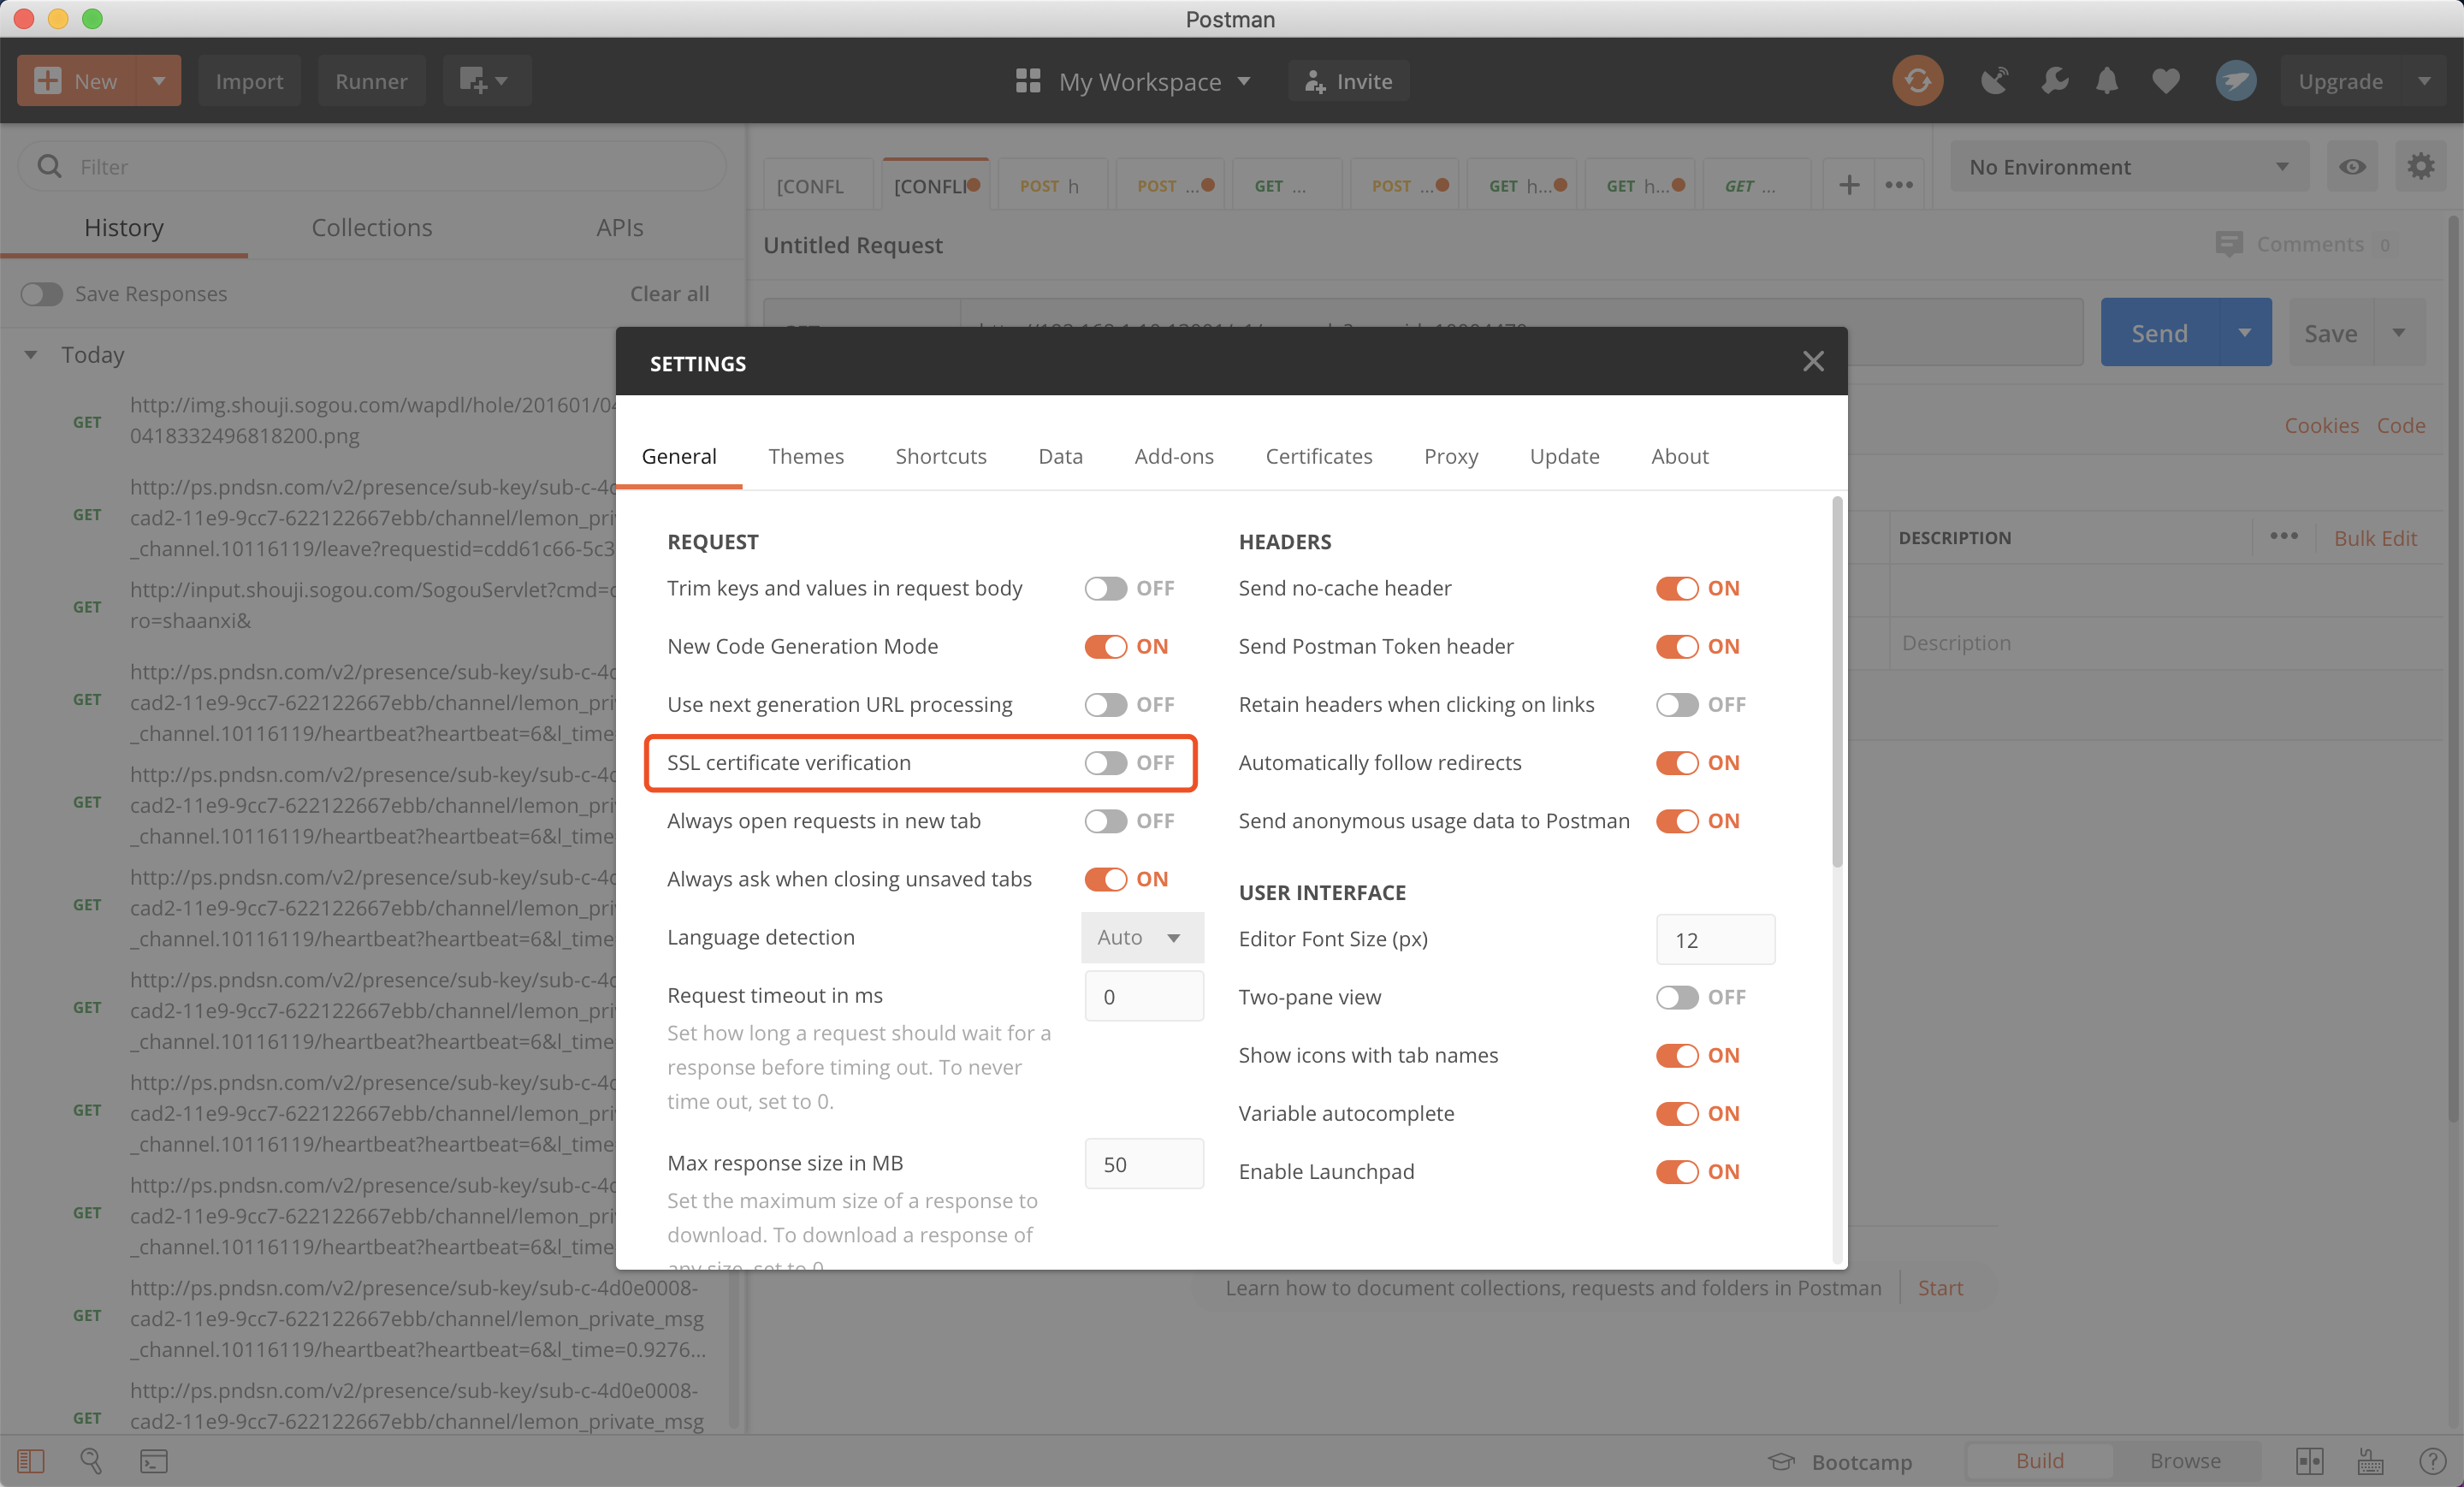 Postman
New
Import
Runner
My Workspace
Invite
Upgrade
Filter
History
Collections
APIs
Save Responses
Clear all
Today
GET
http://img.shouji.sogou.com/wapdl/hole/201601/04
0418332496818200.png
GET
http://ps.pndsn.com/v2/presence/sub-key/sub-c-4d
cad2-11e9-9cc7-622122667ebb/channel/lemon_pri
_channel.10116119/leave?requestid=cdd61c66-5c3
GET
http://input.shouji.sogou.com/SogouServlet?cmd=c
ro=shaanxi&
GET
http://ps.pndsn.com/v2/presence/sub-key/sub-c-4d
cad2-11e9-9cc7-622122667ebb/channel/lemon_pri
_channel.10116119/heartbeat?heartbeat=6&l_time
GET
http://ps.pndsn.com/v2/presence/sub-key/sub-c-4d
cad2-11e9-9cc7-622122667ebb/channel/lemon_pri
_channel.10116119/heartbeat?heartbeat=6&l_time
GET
http://ps.pndsn.com/v2/presence/sub-key/sub-c-4d
cad2-11e9-9cc7-622122667ebb/channel/lemon_pri
_channel.10116119/heartbeat?heartbeat=6&l_time
GET
http://ps.pndsn.com/v2/presence/sub-key/sub-c-4d
cad2-11e9-9cc7-622122667ebb/channel/lemon_pri
_channel.10116119/heartbeat?heartbeat=6&l_time
GET
http://ps.pndsn.com/v2/presence/sub-key/sub-c-4d
cad2-11e9-9cc7-622122667ebb/channel/lemon_pri
_channel.10116119/heartbeat?heartbeat=6&l_time
GET
http://ps.pndsn.com/v2/presence/sub-key/sub-c-4d
cad2-11e9-9cc7-622122667ebb/channel/lemon_pri
_channel.10116119/heartbeat?heartbeat=6&l_time
GET
http://ps.pndsn.com/v2/presence/sub-key/sub-c-4d0e0008-
cad2-11e9-9cc7-622122667ebb/channel/lemon_private_msg
_channel.10116119/heartbeat?heartbeat=6&l_time=0.9276...
GET
http://ps.pndsn.com/v2/presence/sub-key/sub-c-4d0e0008-
cad2-11e9-9cc7-622122667ebb/channel/lemon_private_msg
[CONFL
[CONFLI
POST h
POST ...
GET ...
POST ...
GET h...
GET h...
GET ...
No Environment
Untitled Request
Comments 0
Send
Save
Cookies
Code
DESCRIPTION
Bulk Edit
Description
SETTINGS
General
Themes
Shortcuts
Data
Add-ons
Certificates
Proxy
Update
About
REQUEST
Trim keys and values in request body OFF
New Code Generation Mode ON
Use next generation URL processing OFF
SSL certificate verification OFF
Always open requests in new tab OFF
Always ask when closing unsaved tabs ON
Language detection Auto
Request timeout in ms 0
Set how long a request should wait for a
response before timing out. To never
time out, set to 0.
Max response size in MB 50
Set the maximum size of a response to
download. To download a response of
any size, set to 0.
HEADERS
Send no-cache header ON
Send Postman Token header ON
Retain headers when clicking on links OFF
Automatically follow redirects ON
Send anonymous usage data to Postman ON
USER INTERFACE
Editor Font Size (px) 12
Two-pane view OFF
Show icons with tab names ON
Variable autocomplete ON
Enable Launchpad ON
Learn how to document collections, requests and folders in Postman
Start
Bootcamp
Build
Browse